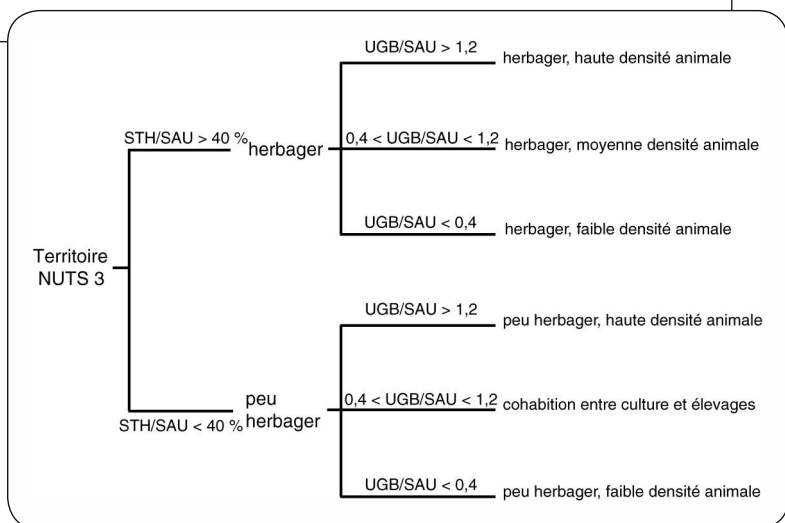 UGB/SAU > 1,2
herbager, haute densité animale
STH/SAU > 40 %
herbager
0,4 < UGB/SAU < 1,2
herbager, moyenne densité animale
UGB/SAU < 0,4
herbager, faible densité animale
Territoire
NUTS 3
UGB/SAU > 1,2
peu herbager, haute densité animale
peu
herbager
STH/SAU < 40 %
0,4 < UGB/SAU < 1,2
cohabition entre culture et élevages
UGB/SAU < 0,4
peu herbager, faible densité animale